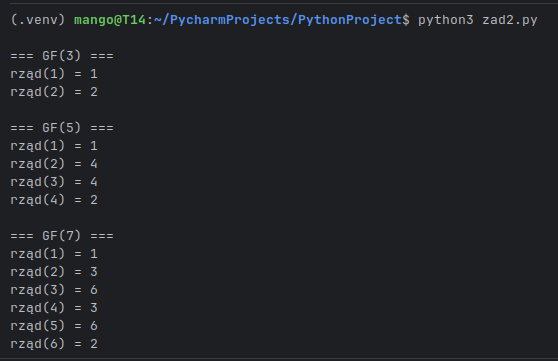 (.venv) mango@T14:~/PycharmProjects/PythonProject$ python3 zad2.py
=== GF(3) ===
rząd(1) = 1
rząd(2) = 2
=== GF(5) ===
rząd(1) = 1
rząd(2) = 4
rząd(3) = 4
rząd(4) = 2
=== GF(7) ===
rząd(1) = 1
rząd(2) = 3
rząd(3) = 6
rząd(4) = 3
rząd(5) = 6
rząd(6) = 2